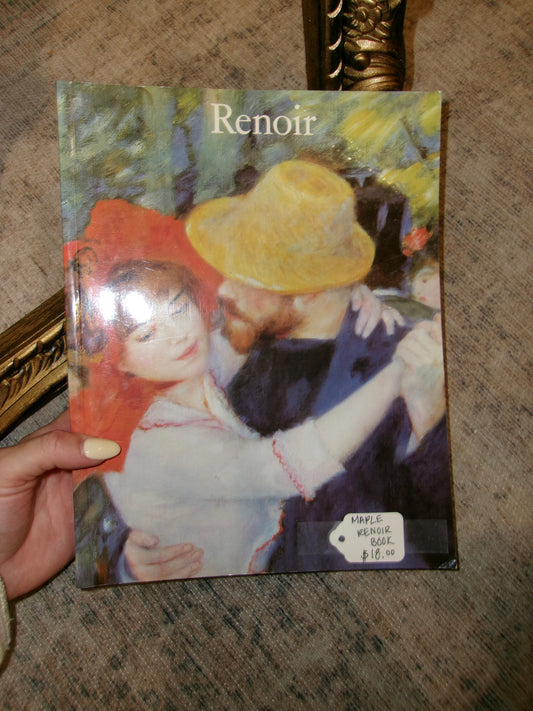 Renoir
MAPLE
RENOIR
BOOK
$18.00